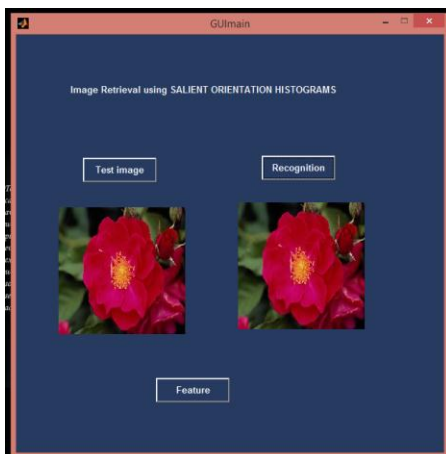 GUImain
Image Retrieval using SALIENT ORIENTATION HISTOGRAMS
Test image
Recognition
Feature